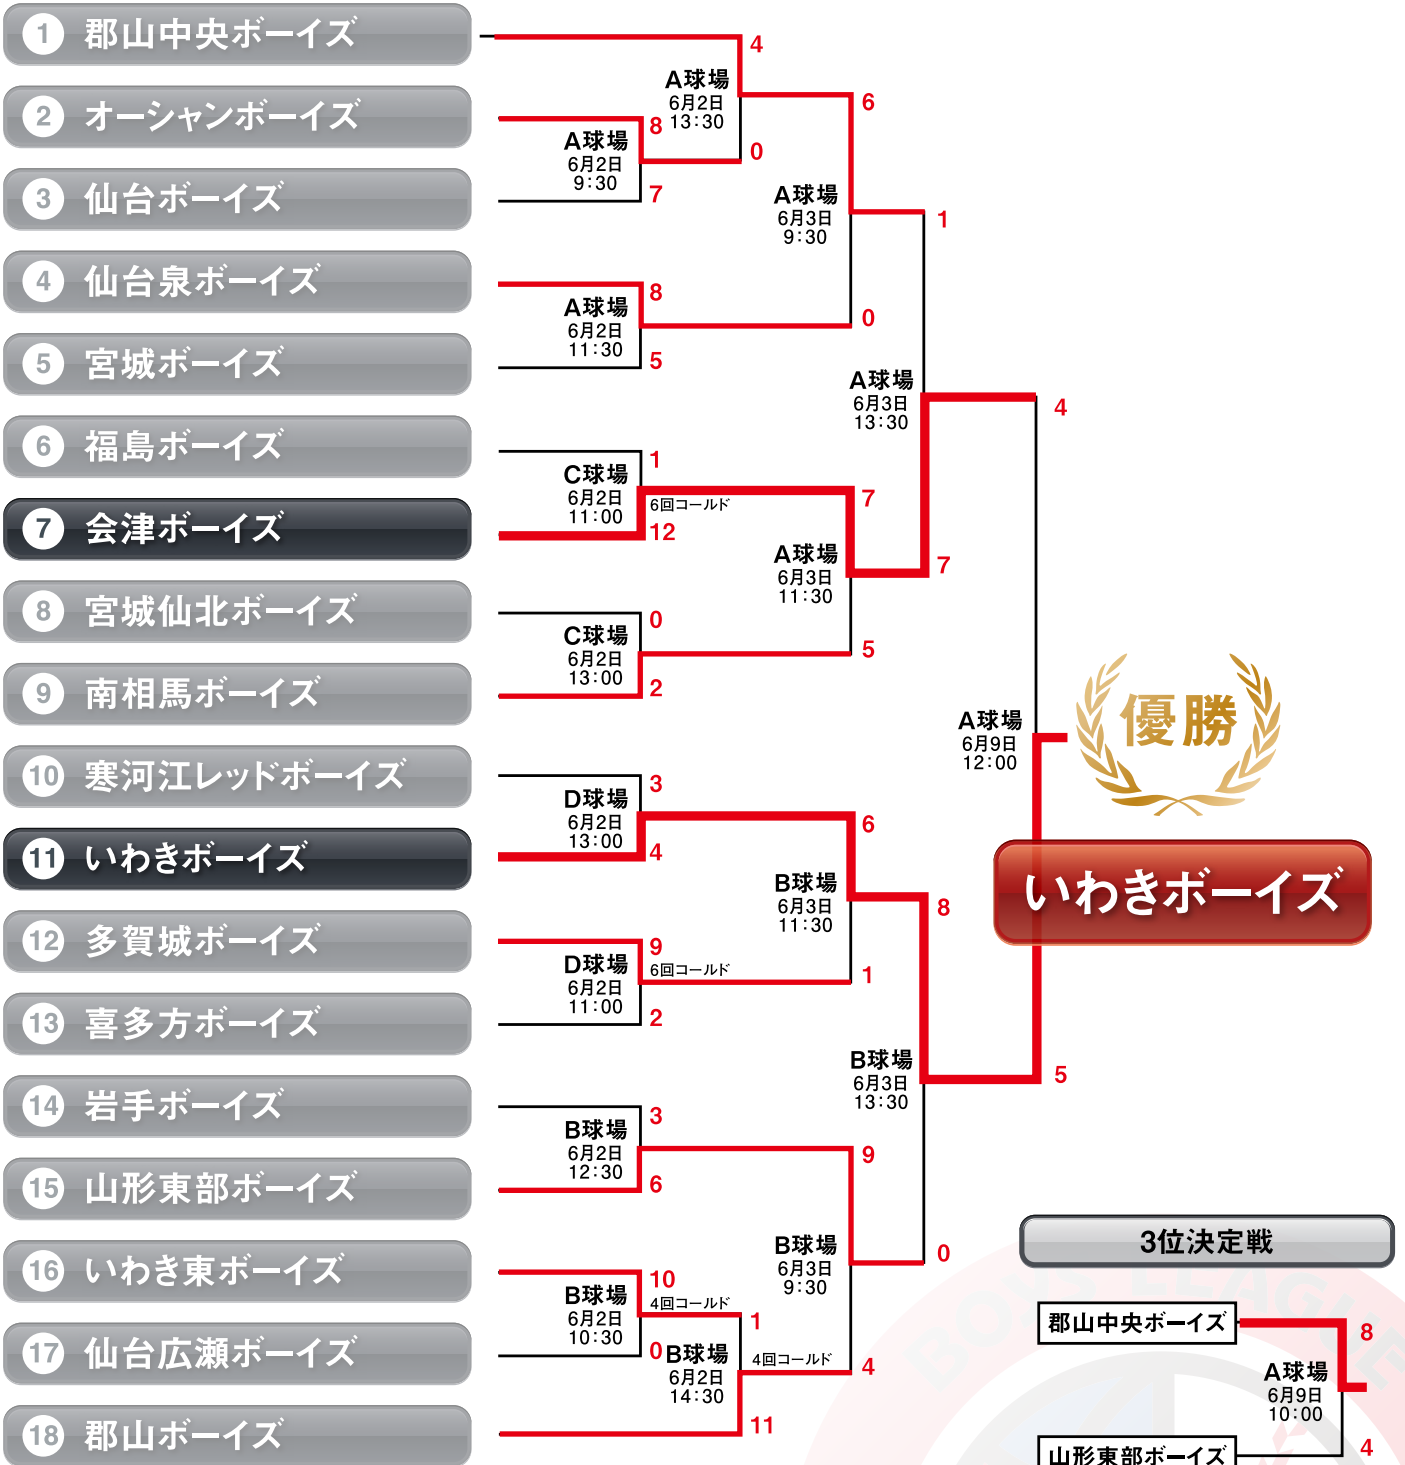 1 郡山中央ボーイズ
2 オーシャンボーイズ
3 仙台ボーイズ
4 仙台泉ボーイズ
5 宮城ボーイズ
6 福島ボーイズ
7 会津ボーイズ
8 宮城仙北ボーイズ
9 南相馬ボーイズ
10 寒河江レッドボーイズ
11 いわきボーイズ
12 多賀城ボーイズ
13 喜多方ボーイズ
14 岩手ボーイズ
15 山形東部ボーイズ
16 いわき東ボーイズ
17 仙台広瀬ボーイズ
18 郡山ボーイズ
8
A球場
6月2日
9:30
7
8
A球場
6月2日
11:30
5
1
C球場
6月2日
11:00
6回コールド
12
0
C球場
6月2日
13:00
2
3
D球場
6月2日
13:00
4
9
D球場
6月2日
11:00
6回コールド
2
3
B球場
6月2日
12:30
6
10
B球場
6月2日
10:30
4回コールド
0
4
A球場
6月2日
13:30
0
1
B球場
6月2日
14:30
4回コールド
11
6
A球場
6月3日
9:30
0
7
A球場
6月3日
11:30
5
6
B球場
6月3日
11:30
1
9
B球場
6月3日
9:30
4
1
A球場
6月3日
13:30
7
8
B球場
6月3日
13:30
0
4
A球場
6月9日
12:00
5
優勝
いわきボーイズ
3位決定戦
郡山中央ボーイズ
8
A球場
6月9日
10:00
4
山形東部ボーイズ
BOYS LEAGUE